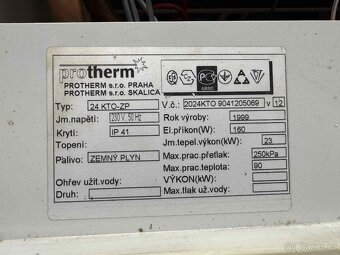 protherm
PROTHERM s.r.o. PRAHA
PROTHERM s.r.o. SKALICA
V.č.: 2024KTO 9041205069 v 12
Typ: 24 KTO-ZP
Rok výroby: 1999
Jm.napětí: 230 V, 50 Hz
El.příkon(W): 160
Krytí: IP 41
Jm.tepel.výkon(kW): 23
Topení:
Max.prac.přetlak: 250kPa
Palivo: ZEMNÝ PLYN
Max.prac.teplota: 90
VÝKON(kW):
Ohřev užit.vody:
Max.tlak už.vody:
Druh: